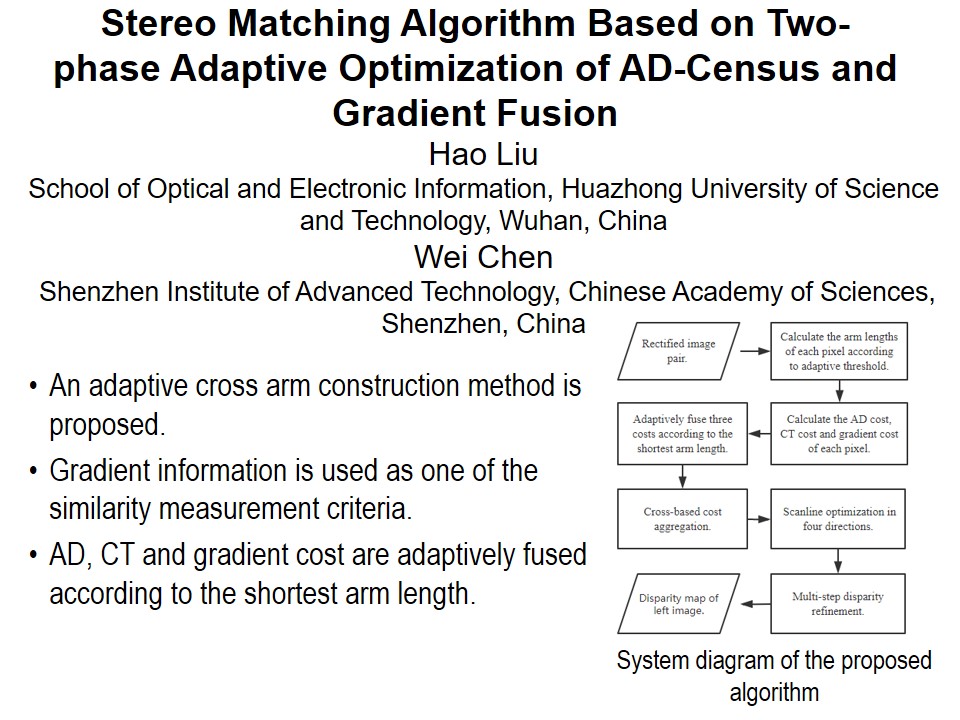 Stereo Matching Algorithm Based on Two-
phase Adaptive Optimization of AD-Census and
Gradient Fusion
Hao Liu
School of Optical and Electronic Information, Huazhong University of Science
and Technology, Wuhan, China
Wei Chen
Shenzhen Institute of Advanced Technology, Chinese Academy of Sciences,
Shenzhen, China
• An adaptive cross arm construction method is
proposed.
• Gradient information is used as one of the
similarity measurement criteria.
• AD, CT and gradient cost are adaptively fused
according to the shortest arm length.
Rectified image
pair.
Calculate the arm lengths
of each pixel according
to adaptive threshold.
Calculate the AD cost,
CT cost and gradient cost
of each pixel.
Adaptively fuse three
costs according to the
shortest arm length.
Cross-based cost
aggregation.
Scanline optimization in
four directions.
Multi-step disparity
refinement.
Disparity map of
left image.
System diagram of the proposed
algorithm